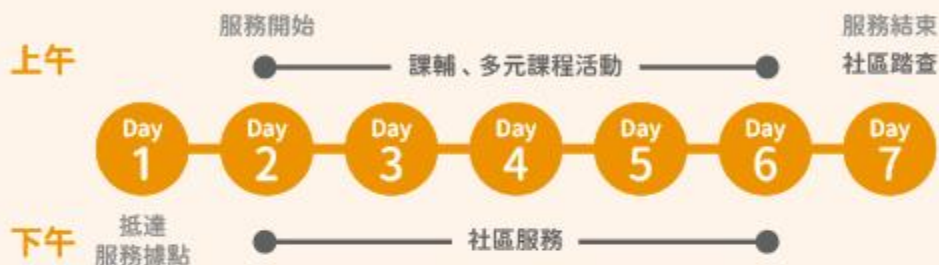 服務開始
服務結束
上午
課輔、多元課程活動
社區踏查
Day 1
Day 2
Day 3
Day 4
Day 5
Day 6
Day 7
下午
抵達
服務據點
社區服務